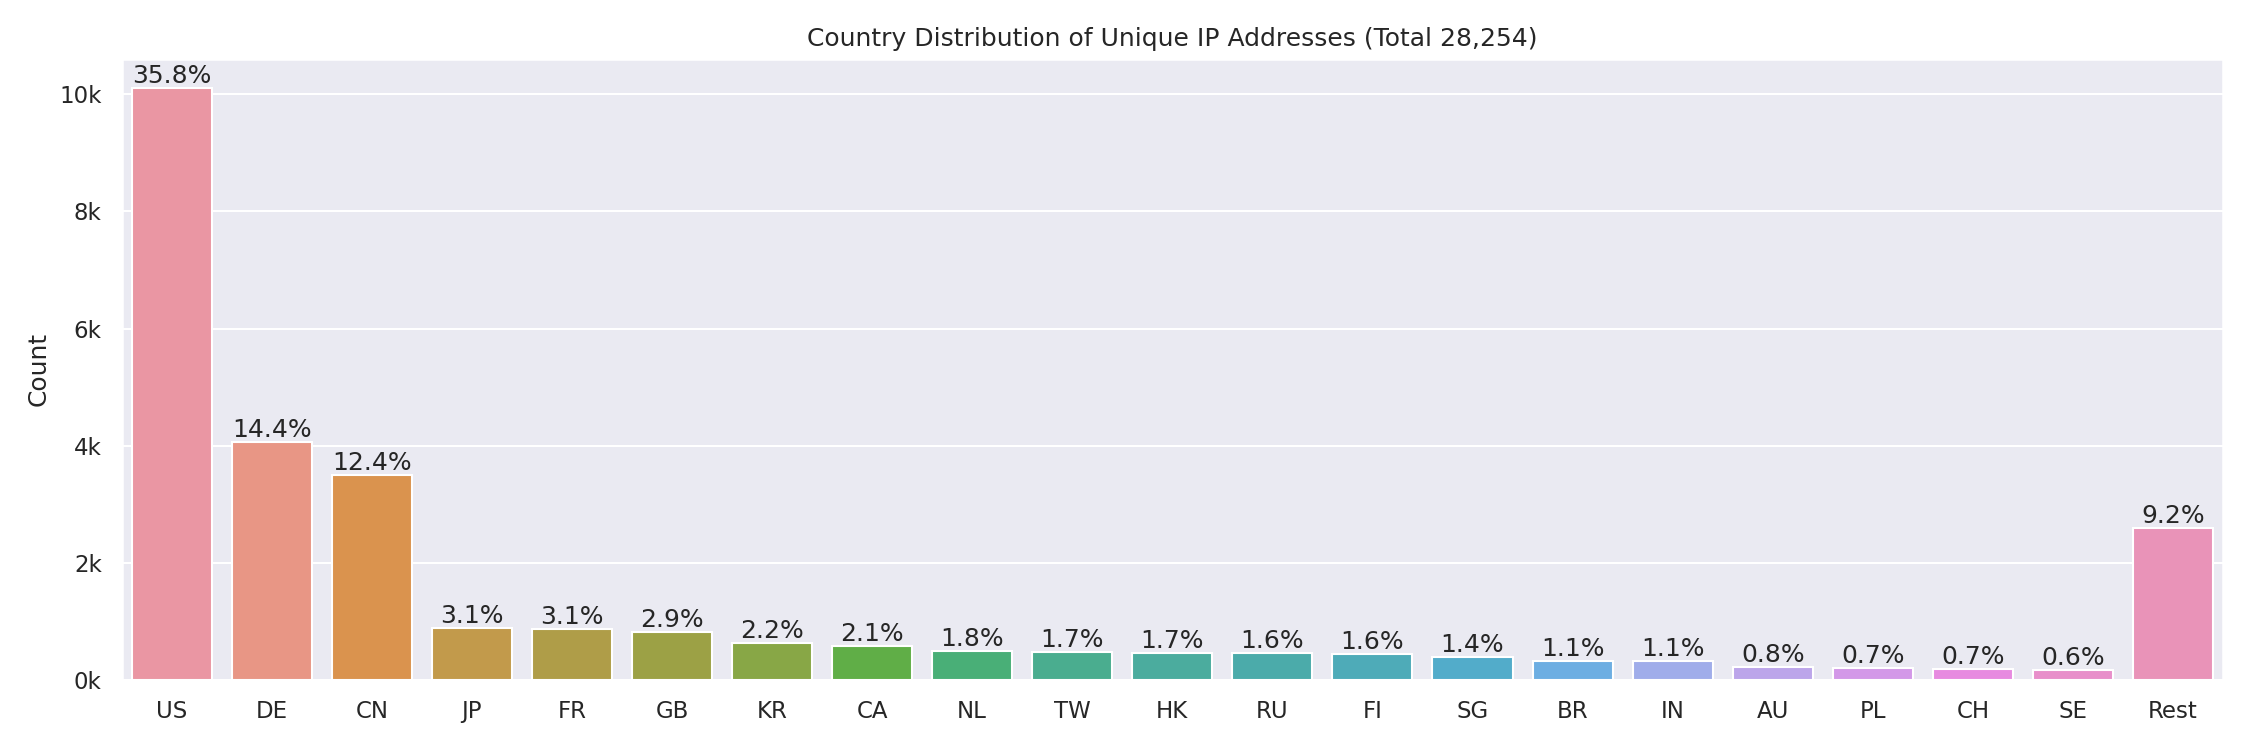 Country Distribution of Unique IP Addresses (Total 28,254)
Count
10k
8k
6k
4k
2k
0k
35.8%
14.4%
12.4%
3.1%
3.1%
2.9%
2.2%
2.1%
1.8%
1.7%
1.7%
1.6%
1.6%
1.4%
1.1%
1.1%
0.8%
0.7%
0.7%
0.6%
9.2%
US DE CN JP FR GB KR CA NL TW HK RU FI SG BR IN AU PL CH SE Rest